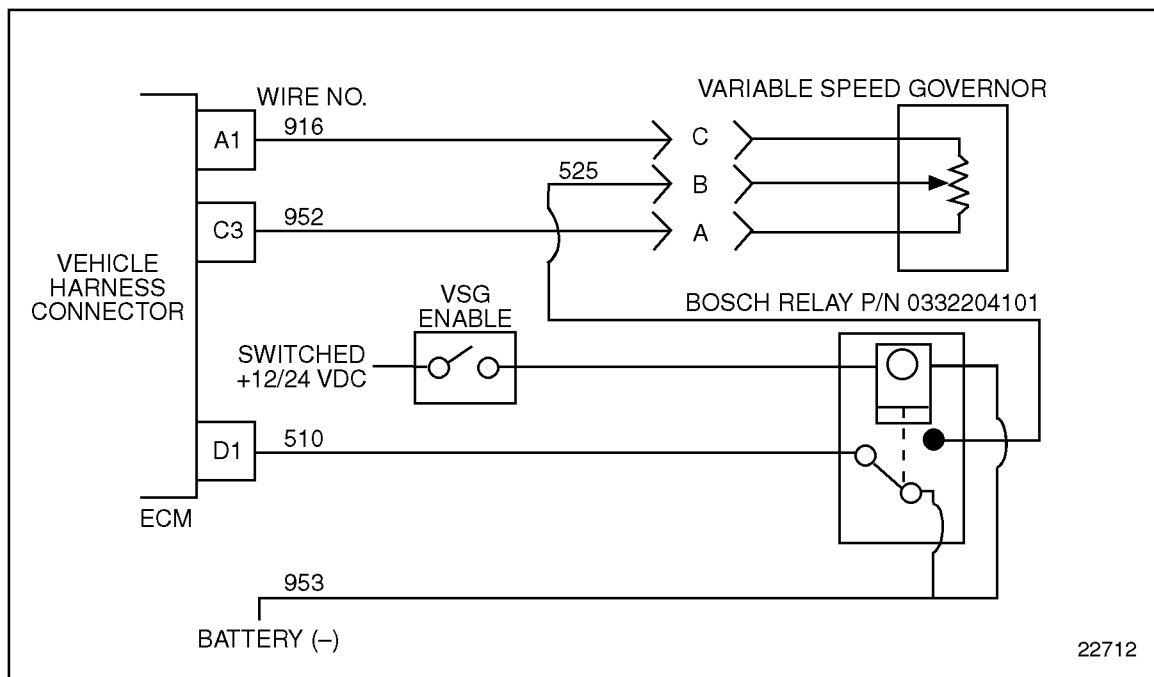 WIRE NO.
VARIABLE SPEED GOVERNOR
A1
916
C
525
B
C3
952
A
VEHICLE
HARNESS
CONNECTOR
VSG
ENABLE
BOSCH RELAY P/N 0332204101
SWITCHED
+12/24 VDC
D1
510
ECM
953
BATTERY (–)
22712